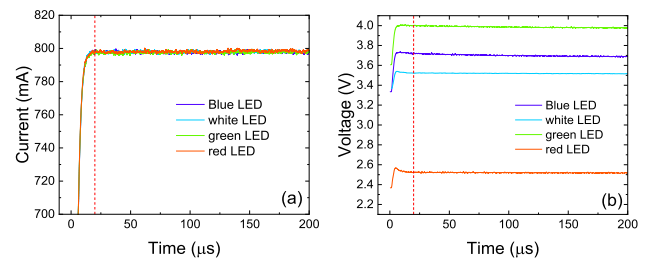 Current (mA)
820
800
780
760
740
720
700
0
50
100
150
200
Time (μs)
Blue LED
white LED
green LED
red LED
(a)
Voltage (V)
4.0
3.8
3.6
3.4
3.2
3.0
2.8
2.6
2.4
2.2
0
50
100
150
200
Time (μs)
Blue LED
white LED
green LED
red LED
(b)